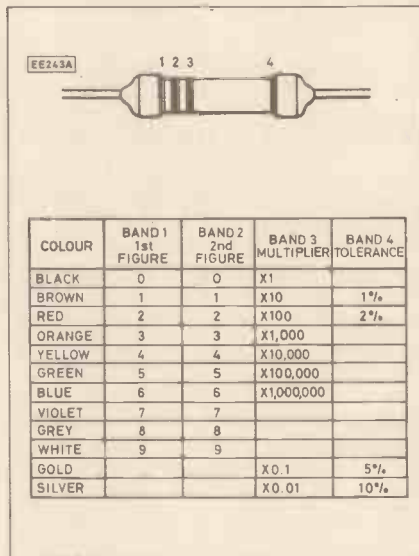 EE243A
1 2 3 4
COLOUR BAND 1 1st FIGURE BAND 2 2nd FIGURE BAND 3 MULTIPLIER BAND 4 TOLERANCE
BLACK 0 0 X1
BROWN 1 1 X10 1%
RED 2 2 X100 2%
ORANGE 3 3 X1,000
YELLOW 4 4 X10,000
GREEN 5 5 X100,000
BLUE 6 6 X1,000,000
VIOLET 7 7
GREY 8 8
WHITE 9 9
GOLD X0.1 5%
SILVER X0.01 10%